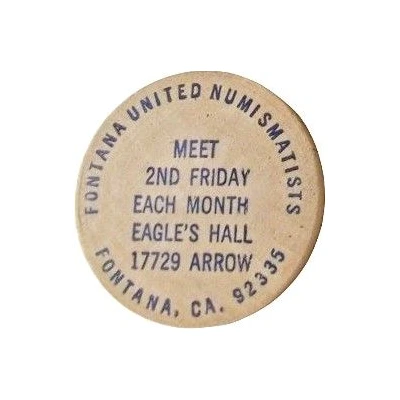 FONTANA UNITED NUMISMATISTS
MEET
2ND FRIDAY
EACH MONTH
EAGLE'S HALL
17729 ARROW
FONTANA, CA. 92335